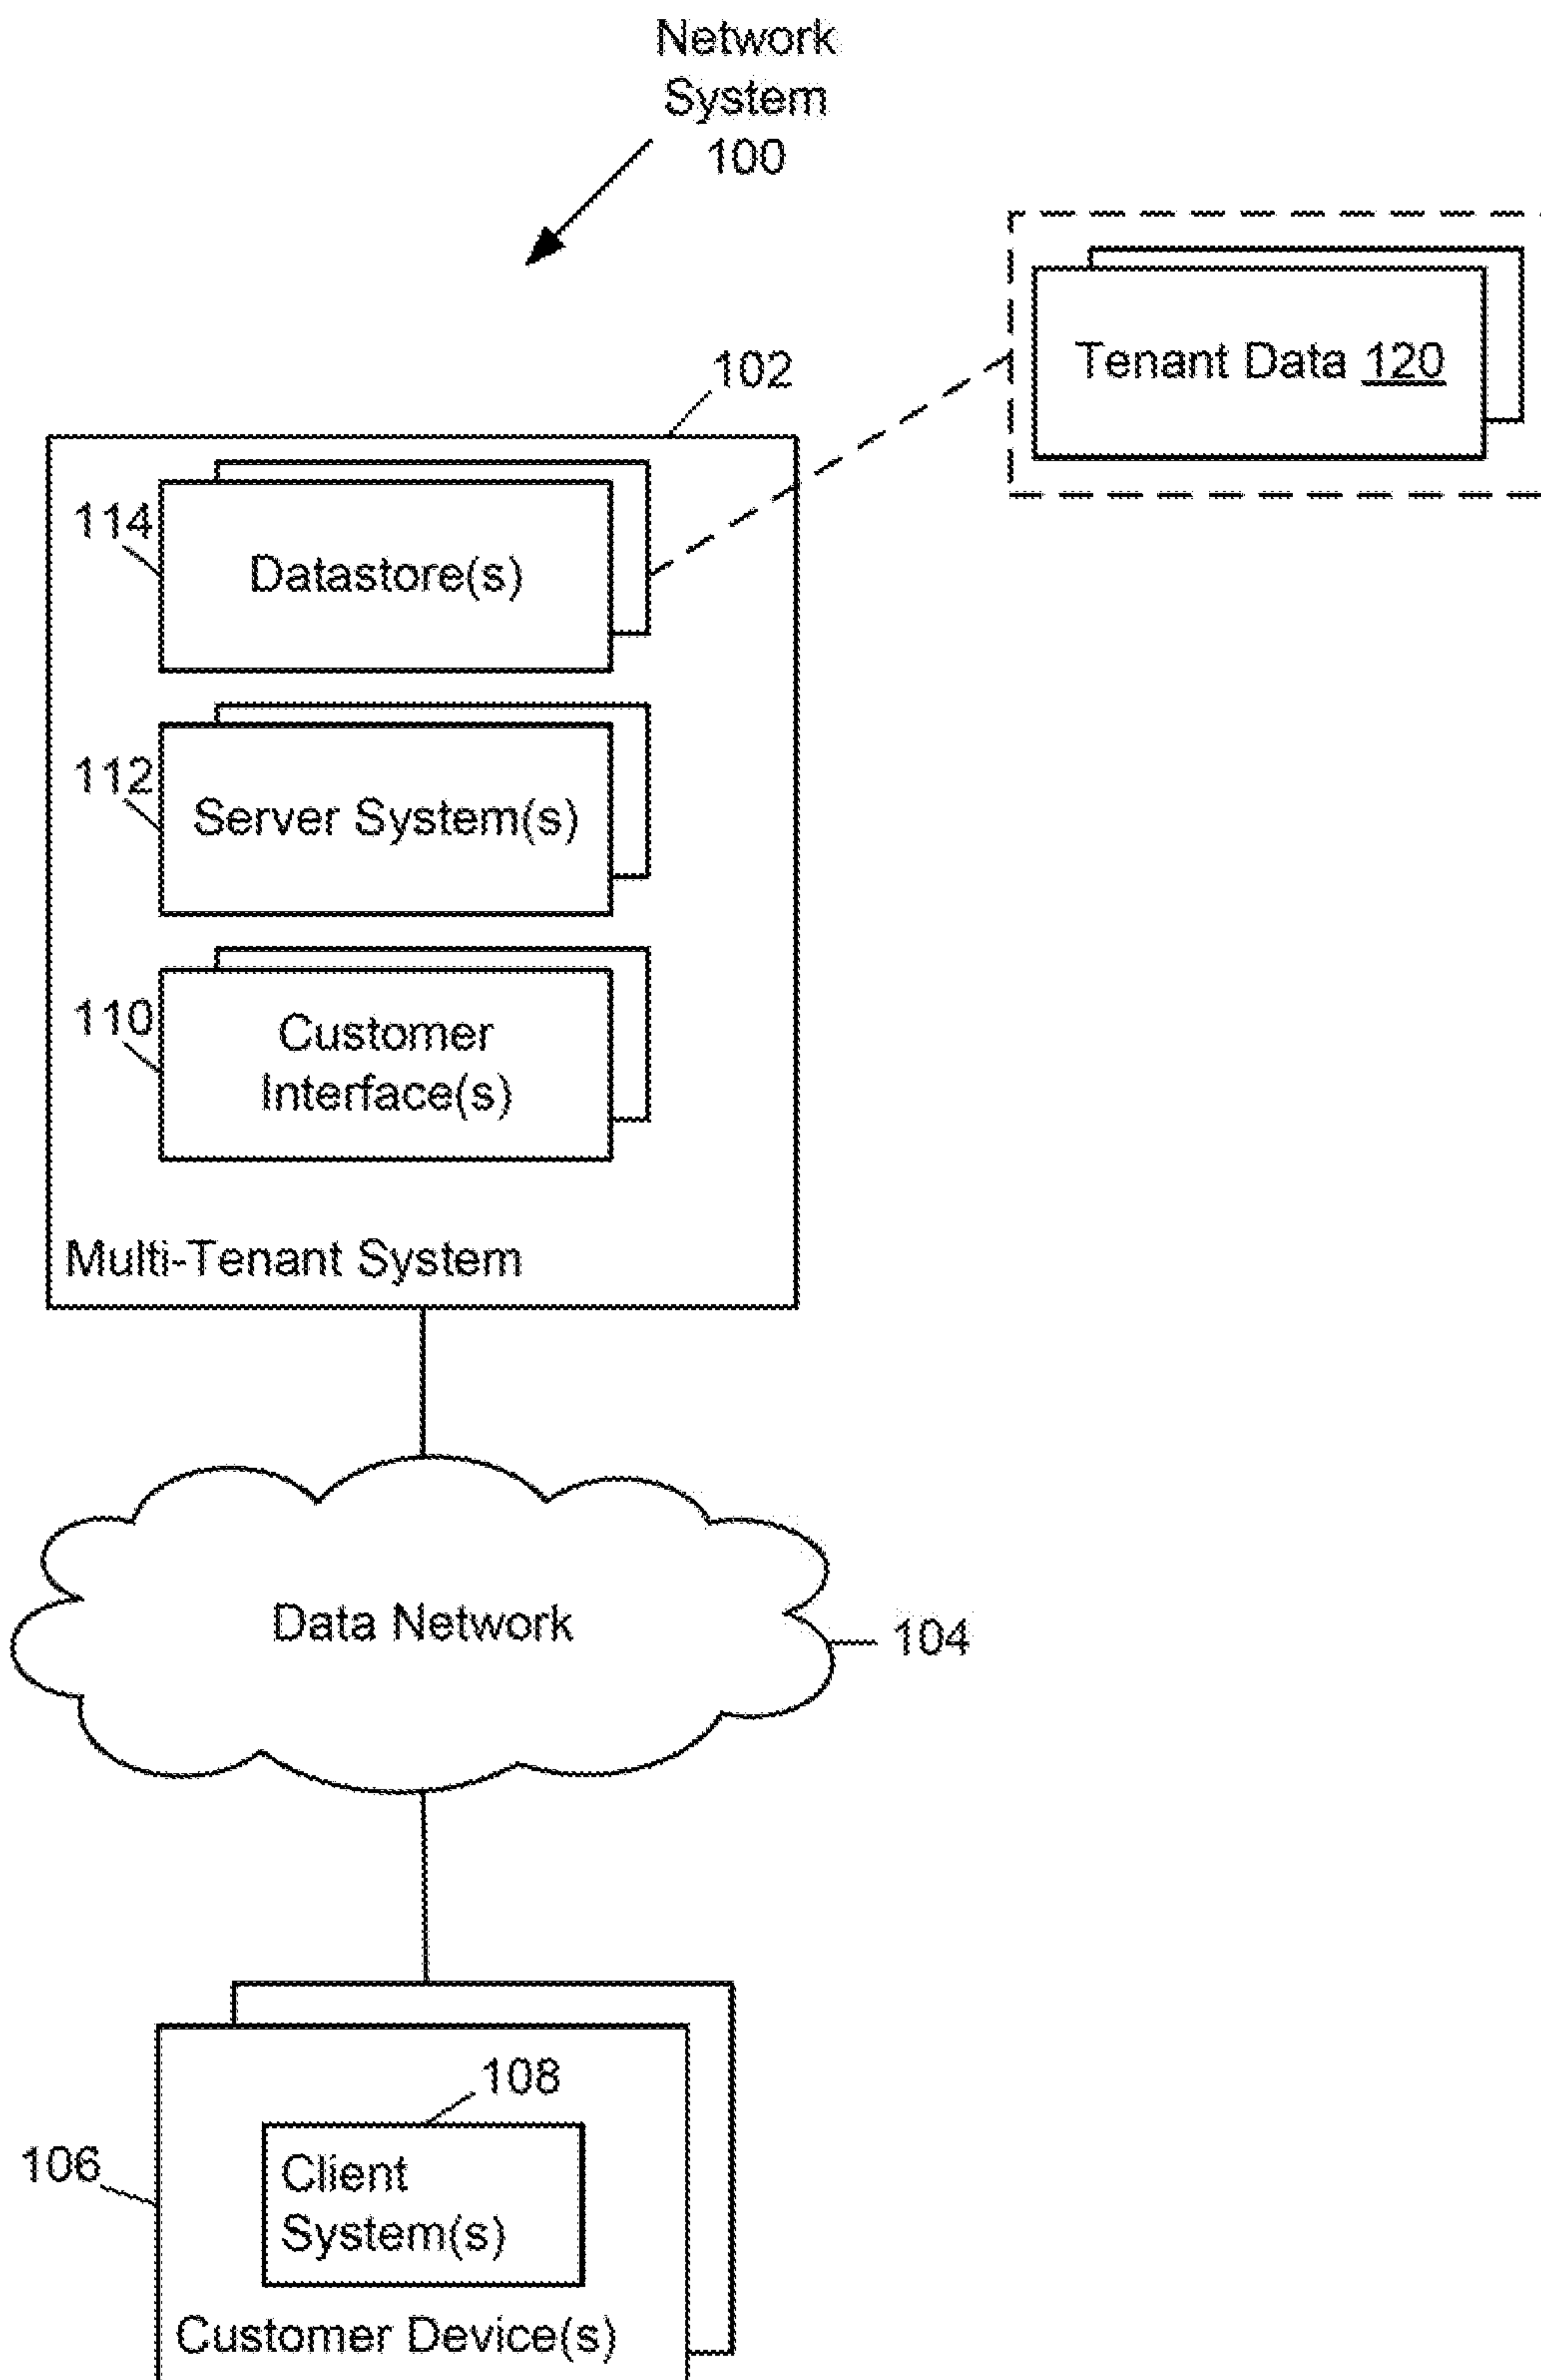 Network
System
100
Tenant Data 120
102
114
Datastore(s)
112
Server System(s)
110
Customer
Interface(s)
Multi-Tenant System
Data Network
104
108
106
Client
System(s)
Customer Device(s)